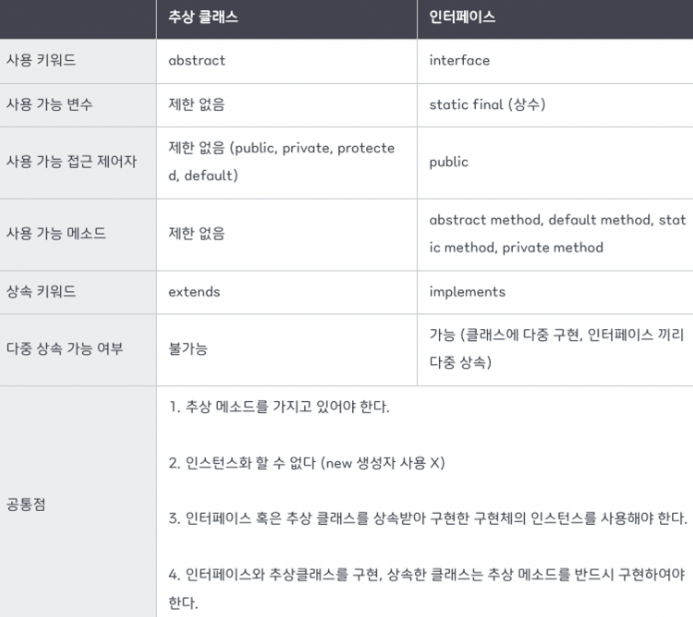 추상 클래스 인터페이스
사용 키워드 abstract interface
사용 가능 변수 제한 없음 static final (상수)
사용 가능 접근 제어자 제한 없음 (public, private, protecte
d, default) public
사용 가능 메소드 제한 없음 abstract method, default method, stat
ic method, private method
상속 키워드 extends implements
다중 상속 가능 여부 불가능 가능 (클래스에 다중 구현, 인터페이스 끼리
다중 상속)
공통점
1. 추상 메소드를 가지고 있어야 한다.
2. 인스턴스화 할 수 없다 (new 생성자 사용 X)
3. 인터페이스 혹은 추상 클래스를 상속받아 구현한 구현체의 인스턴스를 사용해야 한다.
4. 인터페이스와 추상클래스를 구현, 상속한 클래스는 추상 메소드를 반드시 구현하여야
한다.